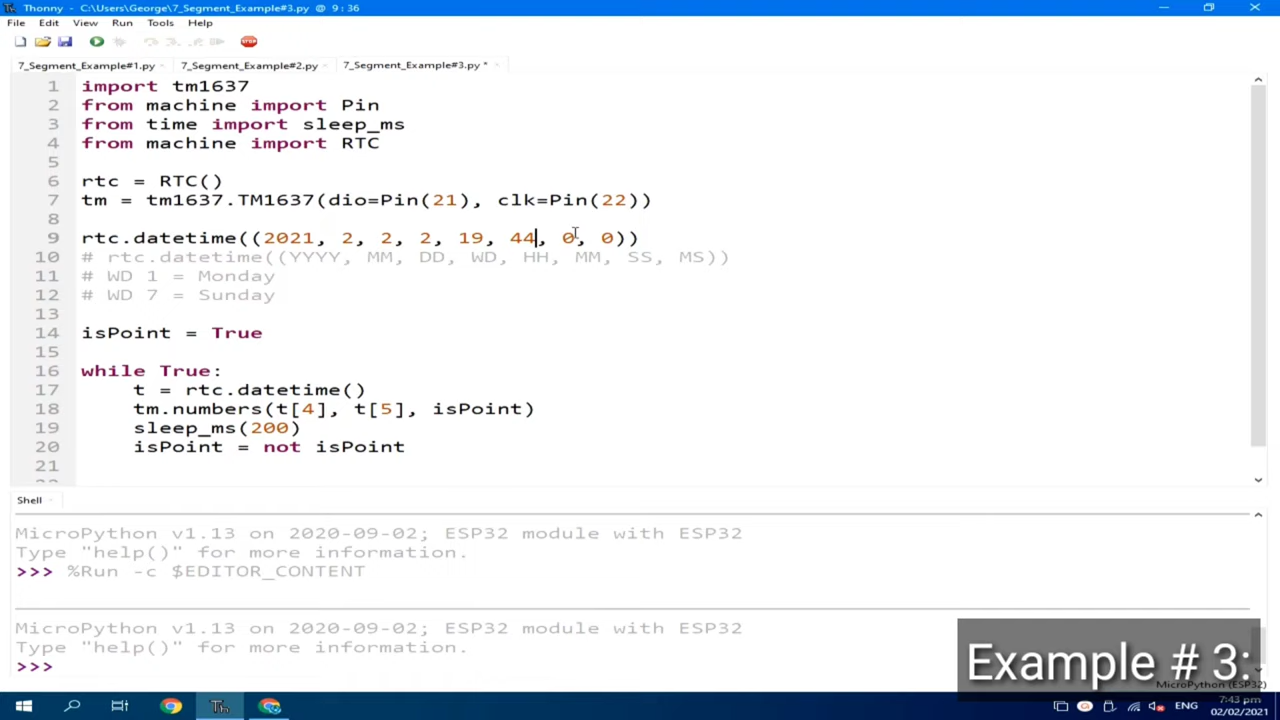 Thonny - C:\Users\George\7_Segment_Example#3.py @ 9 : 36
File Edit View Run Tools Help
7_Segment_Example#1.py 7_Segment_Example#2.py 7_Segment_Example#3.py *
1 import tm1637
2 from machine import Pin
3 from time import sleep_ms
4 from machine import RTC
5
6 rtc = RTC()
7 tm = tm1637.TM1637(dio=Pin(21), clk=Pin(22))
8
9 rtc.datetime((2021, 2, 2, 2, 19, 44, 0, 0))
10 # rtc.datetime((YYYY, MM, DD, WD, HH, MM, SS, MS))
11 # WD 1 = Monday
12 # WD 7 = Sunday
13
14 isPoint = True
15
16 while True:
17 t = rtc.datetime()
18 tm.numbers(t[4], t[5], isPoint)
19 sleep_ms(200)
20 isPoint = not isPoint
21
Shell
MicroPython v1.13 on 2020-09-02; ESP32 module with ESP32
Type "help()" for more information.
>>> %Run -c $EDITOR_CONTENT
MicroPython v1.13 on 2020-09-02; ESP32 module with ESP32
Type "help()" for more information.
>>>
Example # 3:
MicroPython (ESP32)
Th
ENG
7:43 pm
02/02/2021